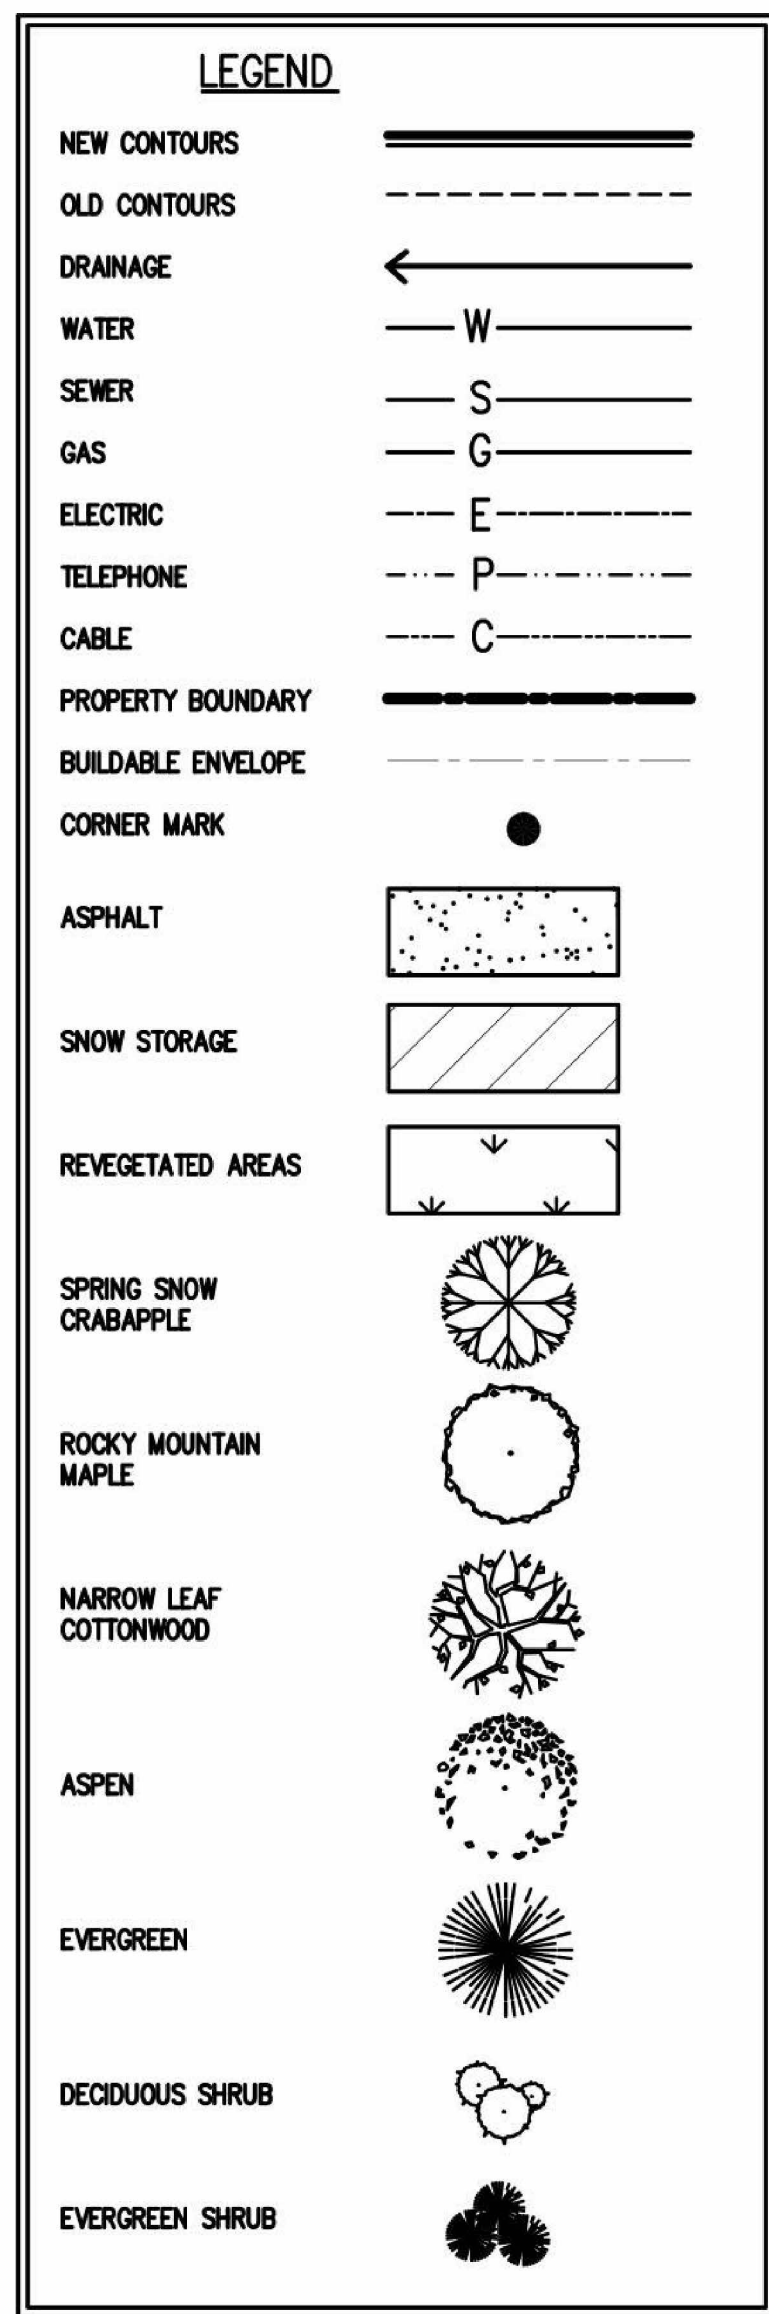 LEGEND
NEW CONTOURS
OLD CONTOURS
DRAINAGE
WATER W
SEWER S
GAS G
ELECTRIC E
TELEPHONE P
CABLE C
PROPERTY BOUNDARY
BUILDABLE ENVELOPE
CORNER MARK
ASPHALT
SNOW STORAGE
REVEGETATED AREAS
SPRING SNOW
CRABAPPLE
ROCKY MOUNTAIN
MAPLE
NARROW LEAF
COTTONWOOD
ASPEN
EVERGREEN
DECIDUOUS SHRUB
EVERGREEN SHRUB